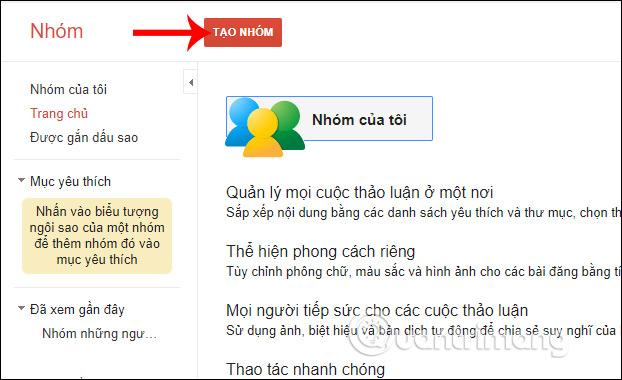 Nhóm
TẠO NHÓM
Nhóm của tôi
Trang chủ
Được gắn dấu sao
Mục yêu thích
Nhấn vào biểu tượng
ngôi sao của một nhóm
để thêm nhóm đó vào
mục yêu thích
Đã xem gần đây
Nhóm những ngư…
Nhóm của tôi
Quản lý mọi cuộc thảo luận ở một nơi
Sắp xếp nội dung bằng các danh sách yêu thích và thư mục, chọn th
Thể hiện phong cách riêng
Tùy chỉnh phông chữ, màu sắc và hình ảnh cho các bài đăng bằng tí
Mọi người tiếp sức cho các cuộc thảo luận
Sử dụng ảnh, biệt hiệu và bản dịch tự động để chia sẻ suy nghĩ của
Thao tác nhanh chóng
Quantrimang